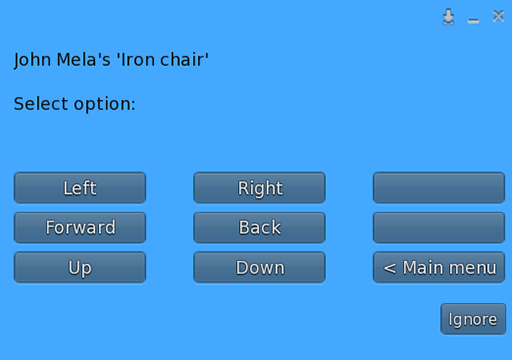 John Mela's 'Iron chair'
Select option:
Left Right
Forward Back
Up Down < Main menu
Ignore